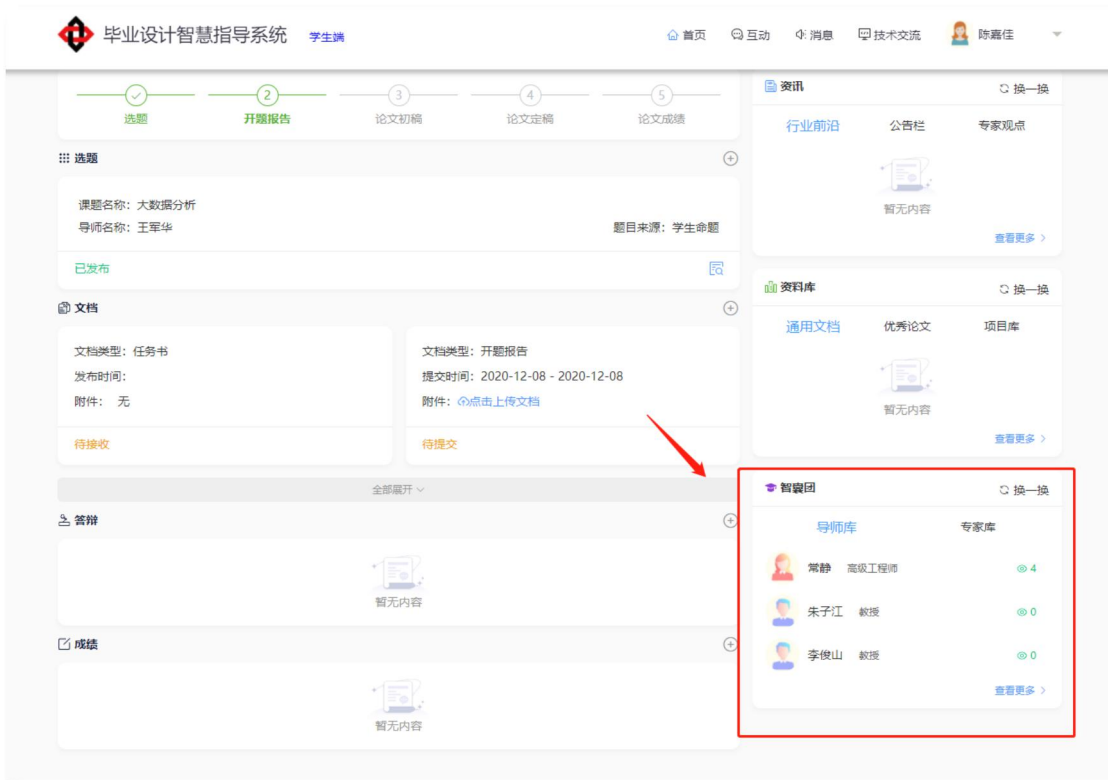 毕业设计智慧指导系统 学生端 首页 互动 消息 技术交流 陈嘉佳
2 3 4 5
选题 开题报告 论文初稿 论文定稿 论文成绩
选题
课题名称：大数据分析
导师名称：王军华 题目来源：学生命题
已发布
文档
文档类型：任务书
发布时间：
附件： 无
待接收
文档类型：开题报告
提交时间：2020-12-08 - 2020-12-08
附件：点击上传文档
待提交
全部展开
答辩
暂无内容
成绩
暂无内容
资讯 换一换
行业前沿 公告栏 专家观点
暂无内容
查看更多 >
资料库 换一换
通用文档 优秀论文 项目库
暂无内容
查看更多 >
智囊团 换一换
导师库 专家库
常静 高级工程师 4
朱子江 教授 0
李俊山 教授 0
查看更多 >